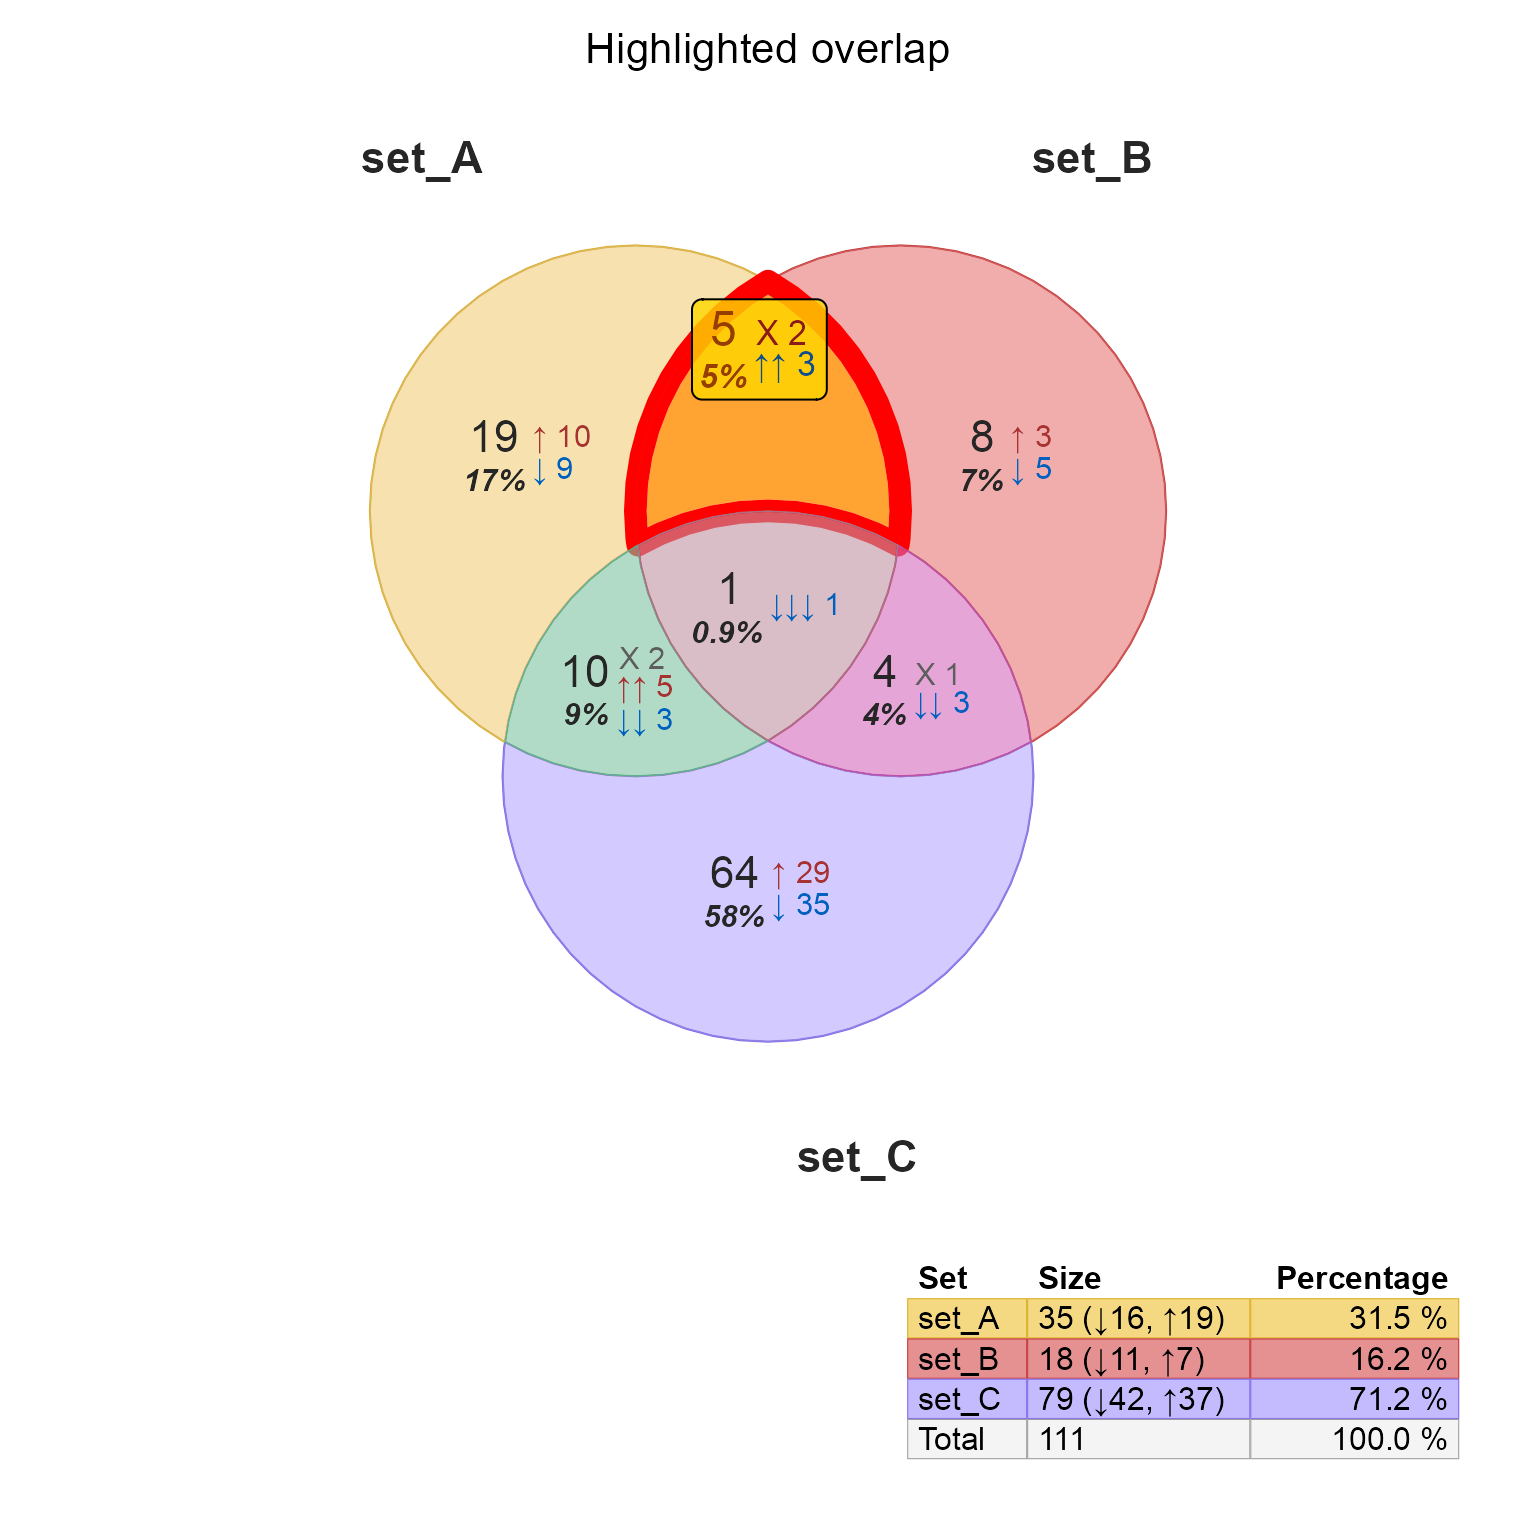 Highlighted overlap
set_A
set_B
5 X 2
5% ↑↑ 3
19 ↑ 10
17% ↓ 9
8 ↑ 3
7% ↓ 5
1 ↓↓↓ 1
0.9%
10 X 2
↑↑ 5
9% ↓↓ 3
4 X 1
4% ↓↓ 3
64 ↑ 29
58% ↓ 35
set_C
Set Size Percentage
set_A 35 (↓16, ↑19) 31.5 %
set_B 18 (↓11, ↑7) 16.2 %
set_C 79 (↓42, ↑37) 71.2 %
Total 111 100.0 %